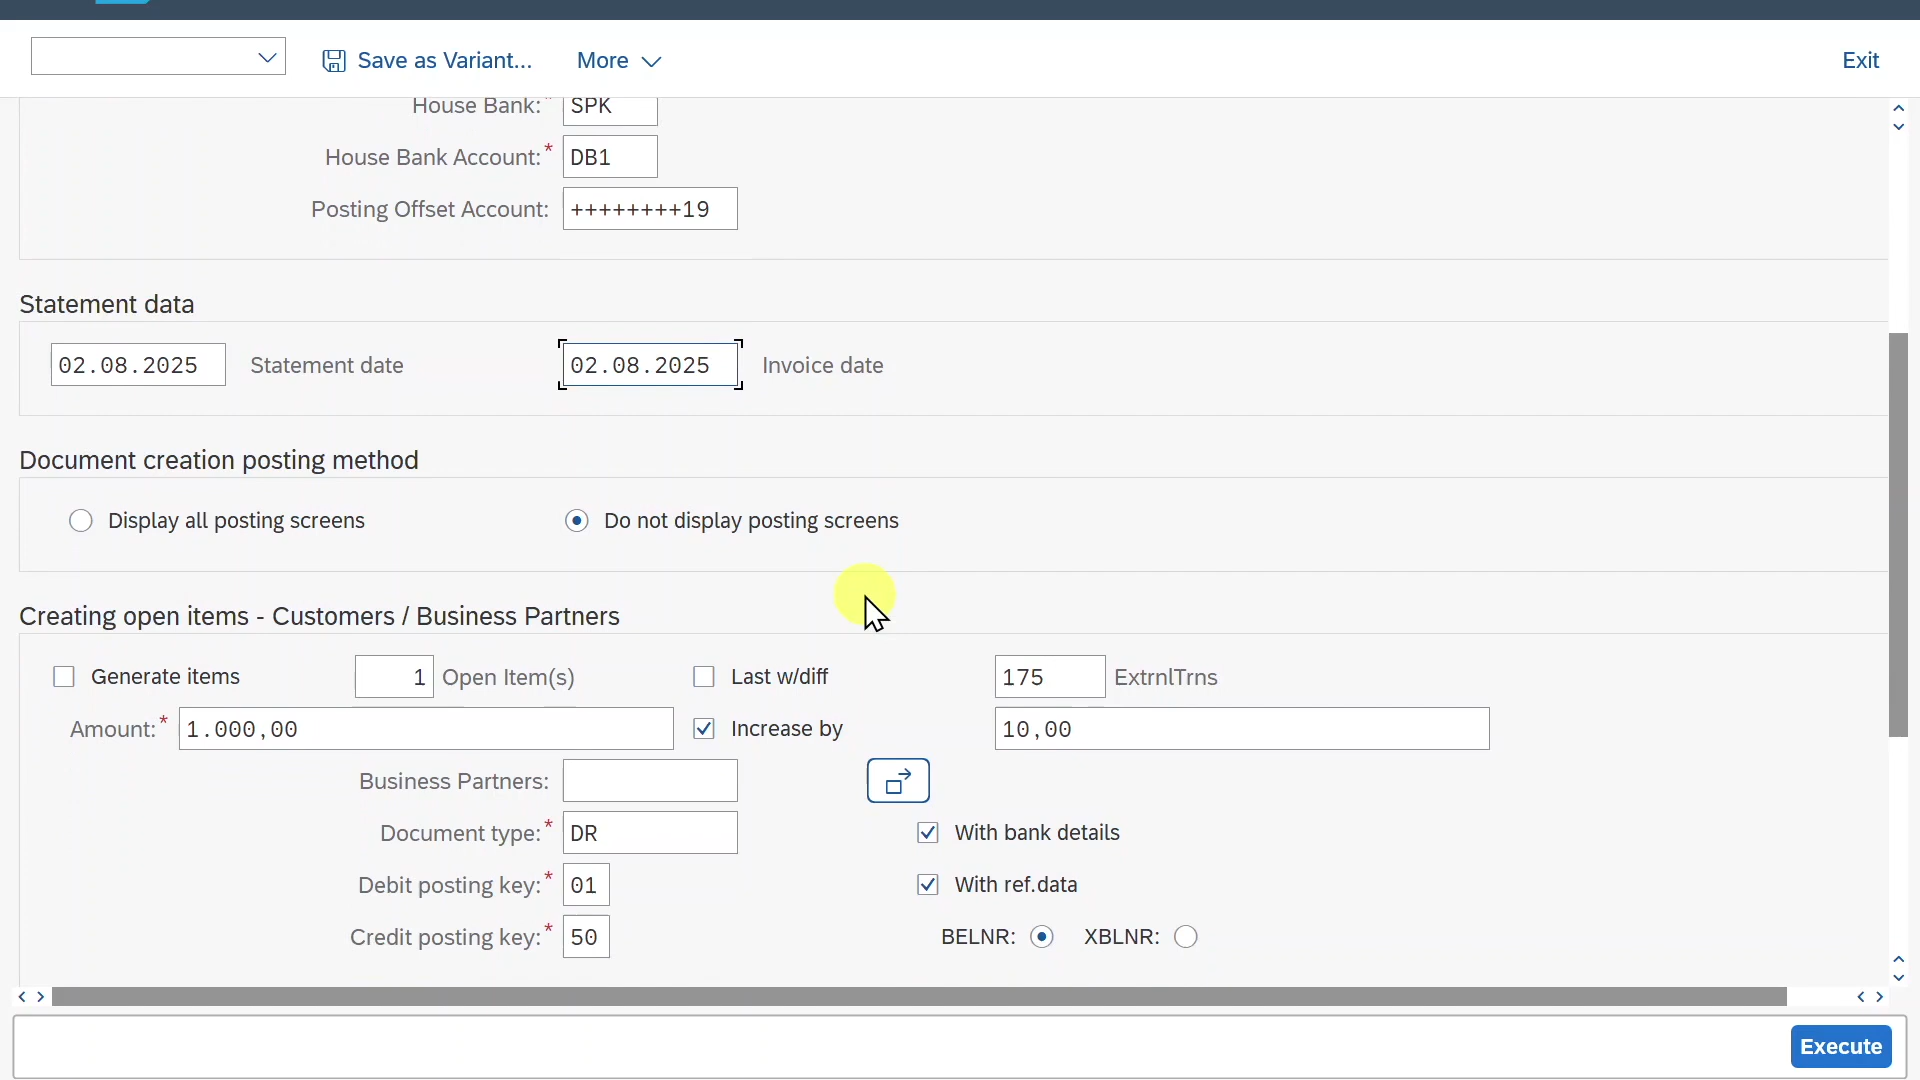 Save as Variant... More Exit
House Bank:* SPK
House Bank Account:* DB1
Posting Offset Account: ++++++++19
Statement data
02.08.2025 Statement date 02.08.2025 Invoice date
Document creation posting method
Display all posting screens Do not display posting screens
Creating open items - Customers / Business Partners
Generate items 1 Open Item(s) Last w/diff 175 ExtrnlTrns
Amount:* 1.000,00 Increase by 10,00
Business Partners:
Document type:* DR With bank details
Debit posting key:* 01 With ref.data
Credit posting key:* 50 BELNR: XBLNR:
Execute